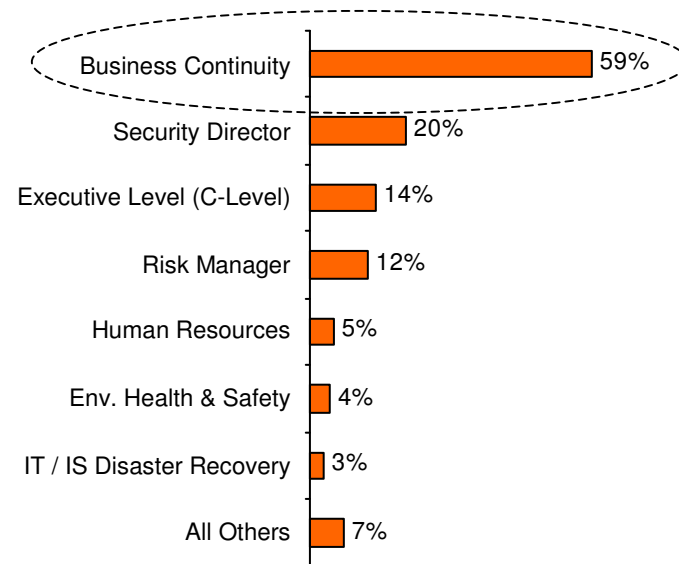 Business Continuity 59%
Security Director 20%
Executive Level (C-Level) 14%
Risk Manager 12%
Human Resources 5%
Env. Health & Safety 4%
IT / IS Disaster Recovery 3%
All Others 7%